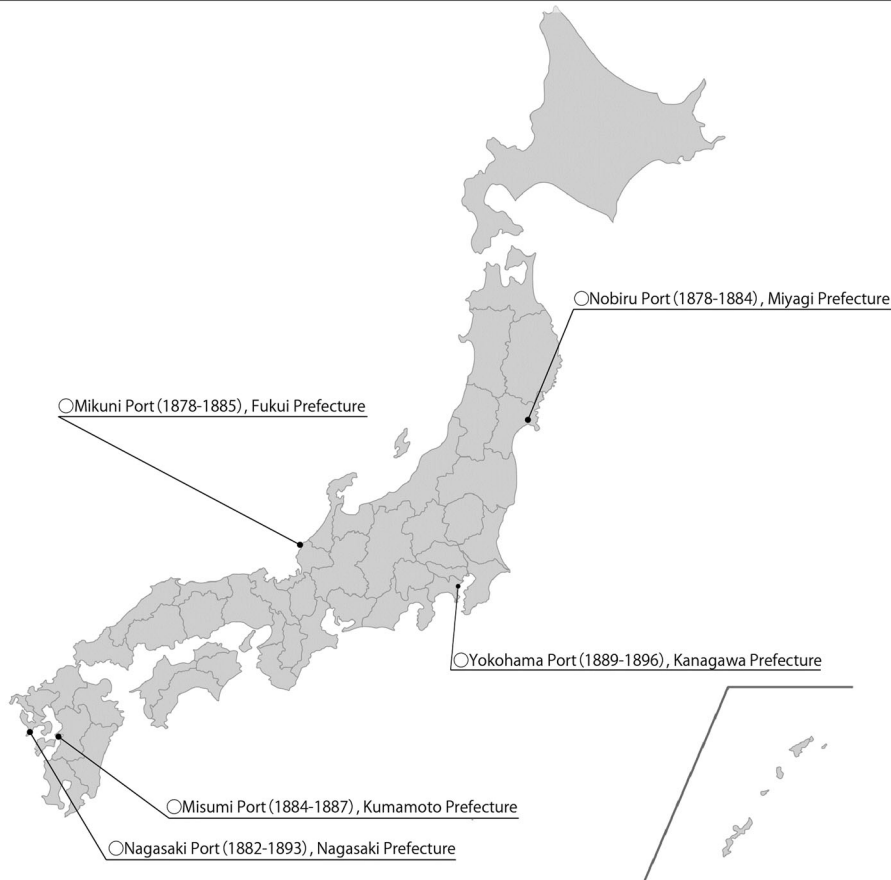 ○Nobiru Port (1878-1884), Miyagi Prefecture
○Mikuni Port (1878-1885), Fukui Prefecture
○Yokohama Port (1889-1896), Kanagawa Prefecture
○Misumi Port (1884-1887), Kumamoto Prefecture
○Nagasaki Port (1882-1893), Nagasaki Prefecture